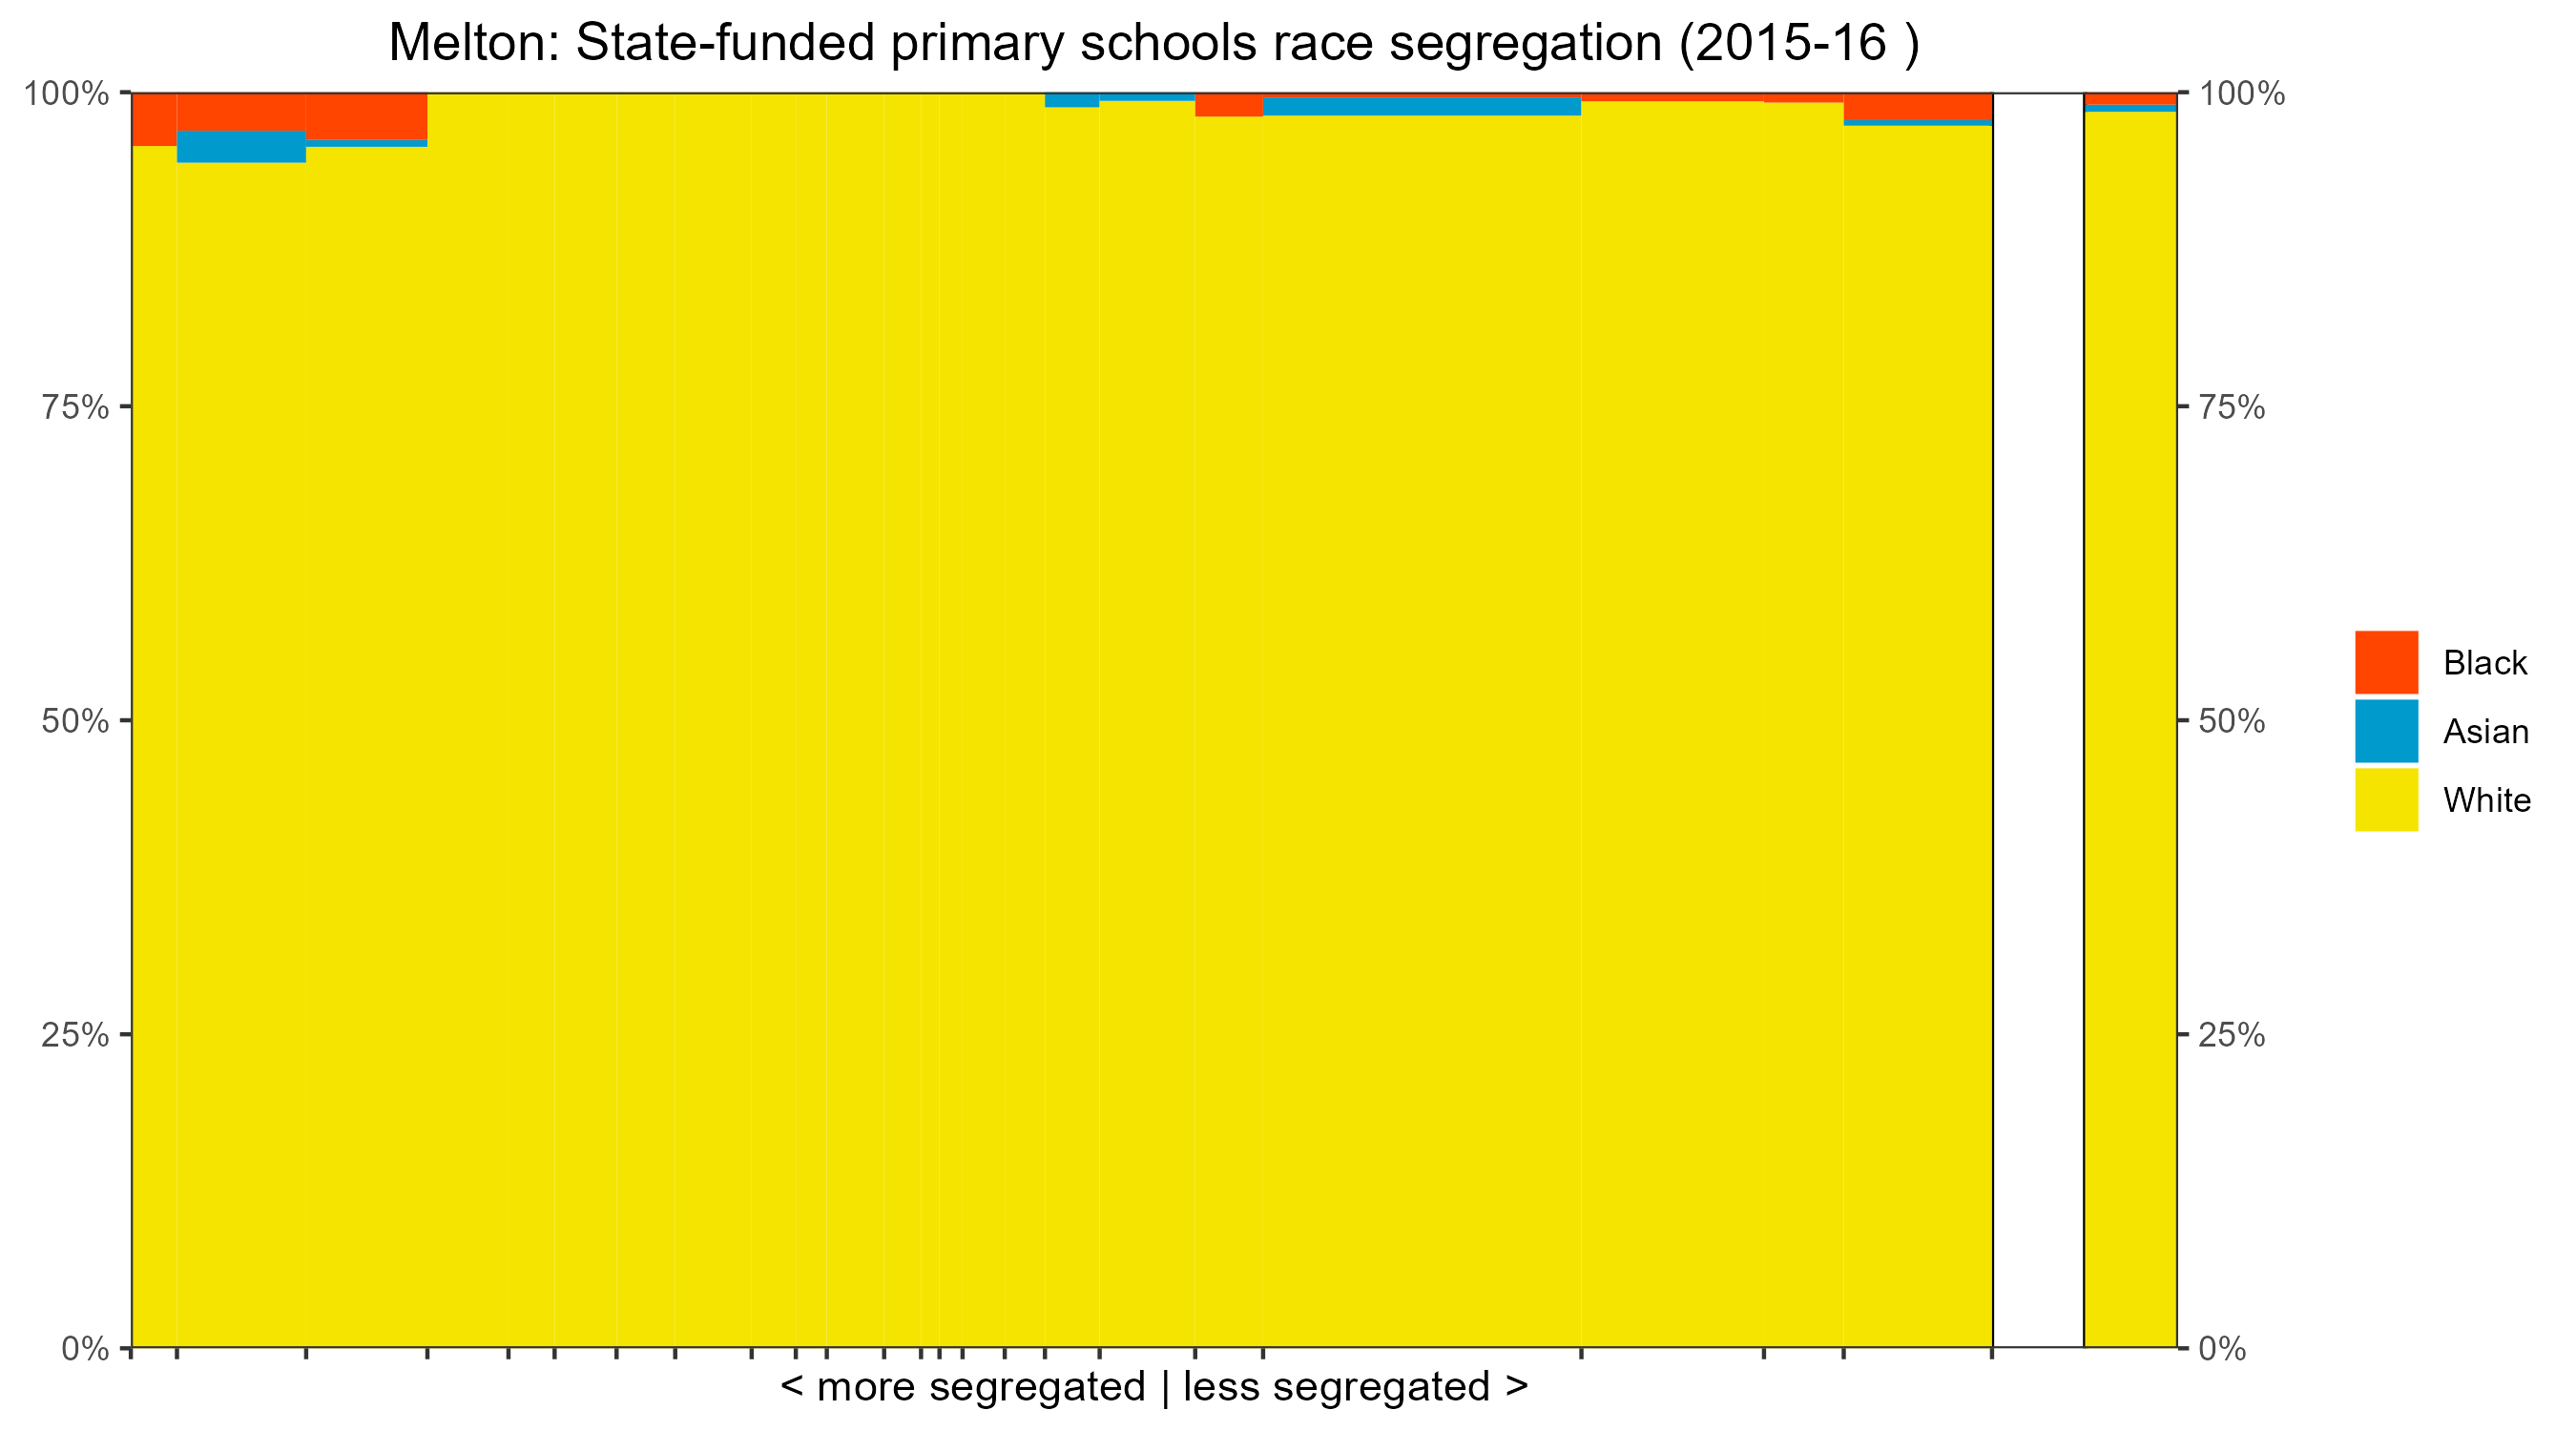 Melton: State-funded primary schools race segregation (2015-16 )
100%
100%
75%
75%
50%
50%
25%
25%
0%
0%
Black
Asian
White
< more segregated | less segregated >